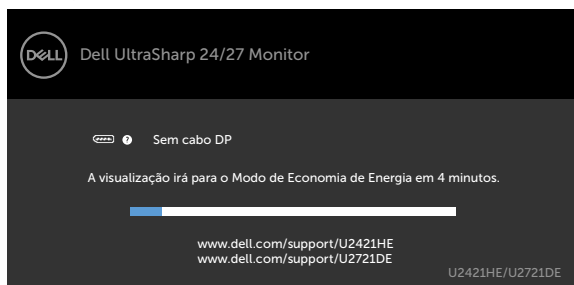 DELL
Dell UltraSharp 24/27 Monitor
? Sem cabo DP
A visualização irá para o Modo de Economia de Energia em 4 minutos.
www.dell.com/support/U2421HE
www.dell.com/support/U2721DE
U2421HE/U2721DE